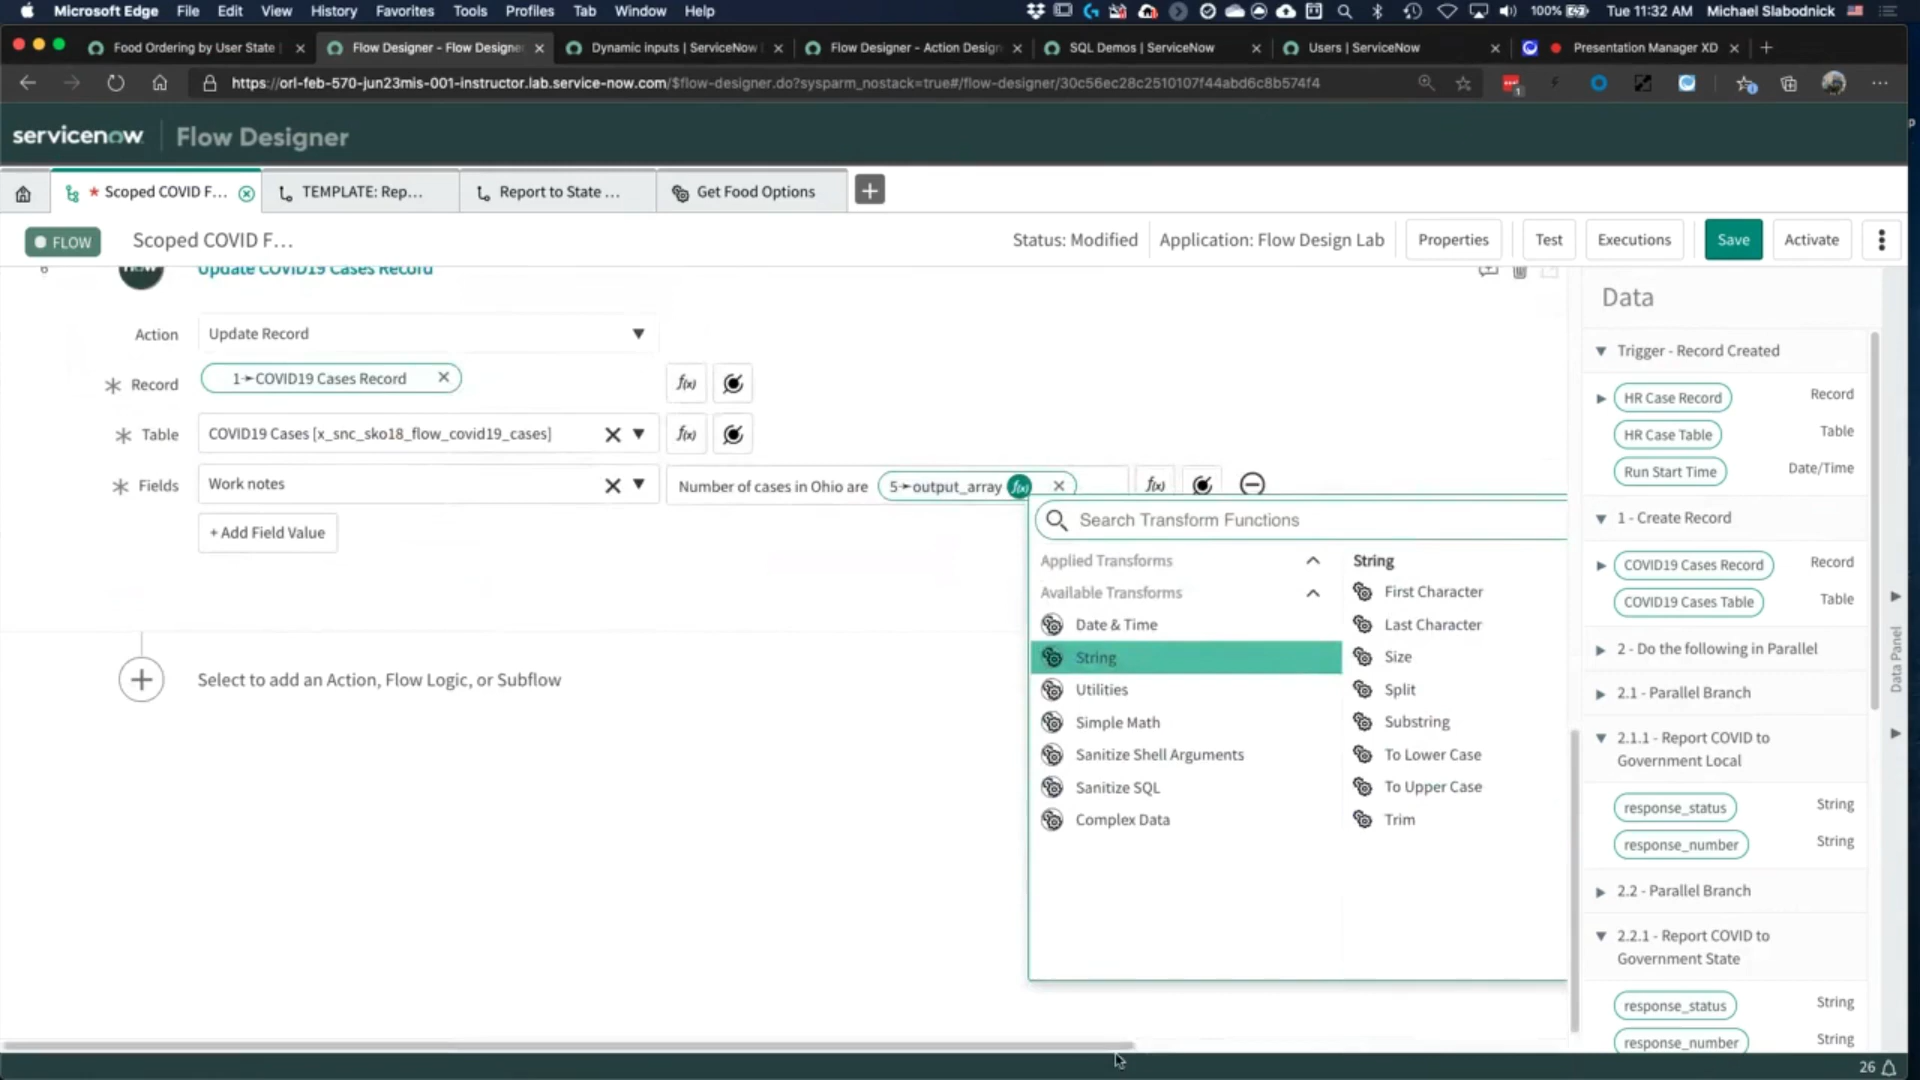 Microsoft Edge File Edit View History Favorites Tools Profiles Tab Window Help 100% Tue 11:32 AM Michael Slabodnick
Food Ordering by User State | Flow Designer - Flow Designe Dynamic inputs | ServiceNow Flow Designer - Action Design SQL Demos | ServiceNow Users | ServiceNow Presentation Manager XD
https://orl-feb-570-jun23mis-001-instructor.lab.service-now.com/$flow-designer.do?sysparm_nostack=true#/flow-designer/30c56ec28c2510107f44abd6c8b574f4 1
servicenow Flow Designer
* Scoped COVID F... TEMPLATE: Rep... Report to State ... Get Food Options
FLOW Scoped COVID F... Status: Modified Application: Flow Design Lab Properties Test Executions Save Activate
6 Update COVID19 Cases Record
Action Update Record
Record 1➛COVID19 Cases Record f(x)
Table COVID19 Cases [x_snc_sko18_flow_covid19_cases] f(x)
Fields Work notes Number of cases in Ohio are 5➛output_array f(x) f(x)
+ Add Field Value
Search Transform Functions
Applied Transforms
Available Transforms
Date & Time
String
Utilities
Simple Math
Sanitize Shell Arguments
Sanitize SQL
Complex Data
String
First Character
Last Character
Size
Split
Substring
To Lower Case
To Upper Case
Trim
Select to add an Action, Flow Logic, or Subflow
Data
Trigger - Record Created
HR Case Record Record
HR Case Table Table
Run Start Time Date/Time
1 - Create Record
COVID19 Cases Record Record
COVID19 Cases Table Table
2 - Do the following in Parallel
2.1 - Parallel Branch
2.1.1 - Report COVID to
Government Local
response_status String
response_number String
2.2 - Parallel Branch
2.2.1 - Report COVID to
Government State
response_status String
response_number String
Data Panel
26